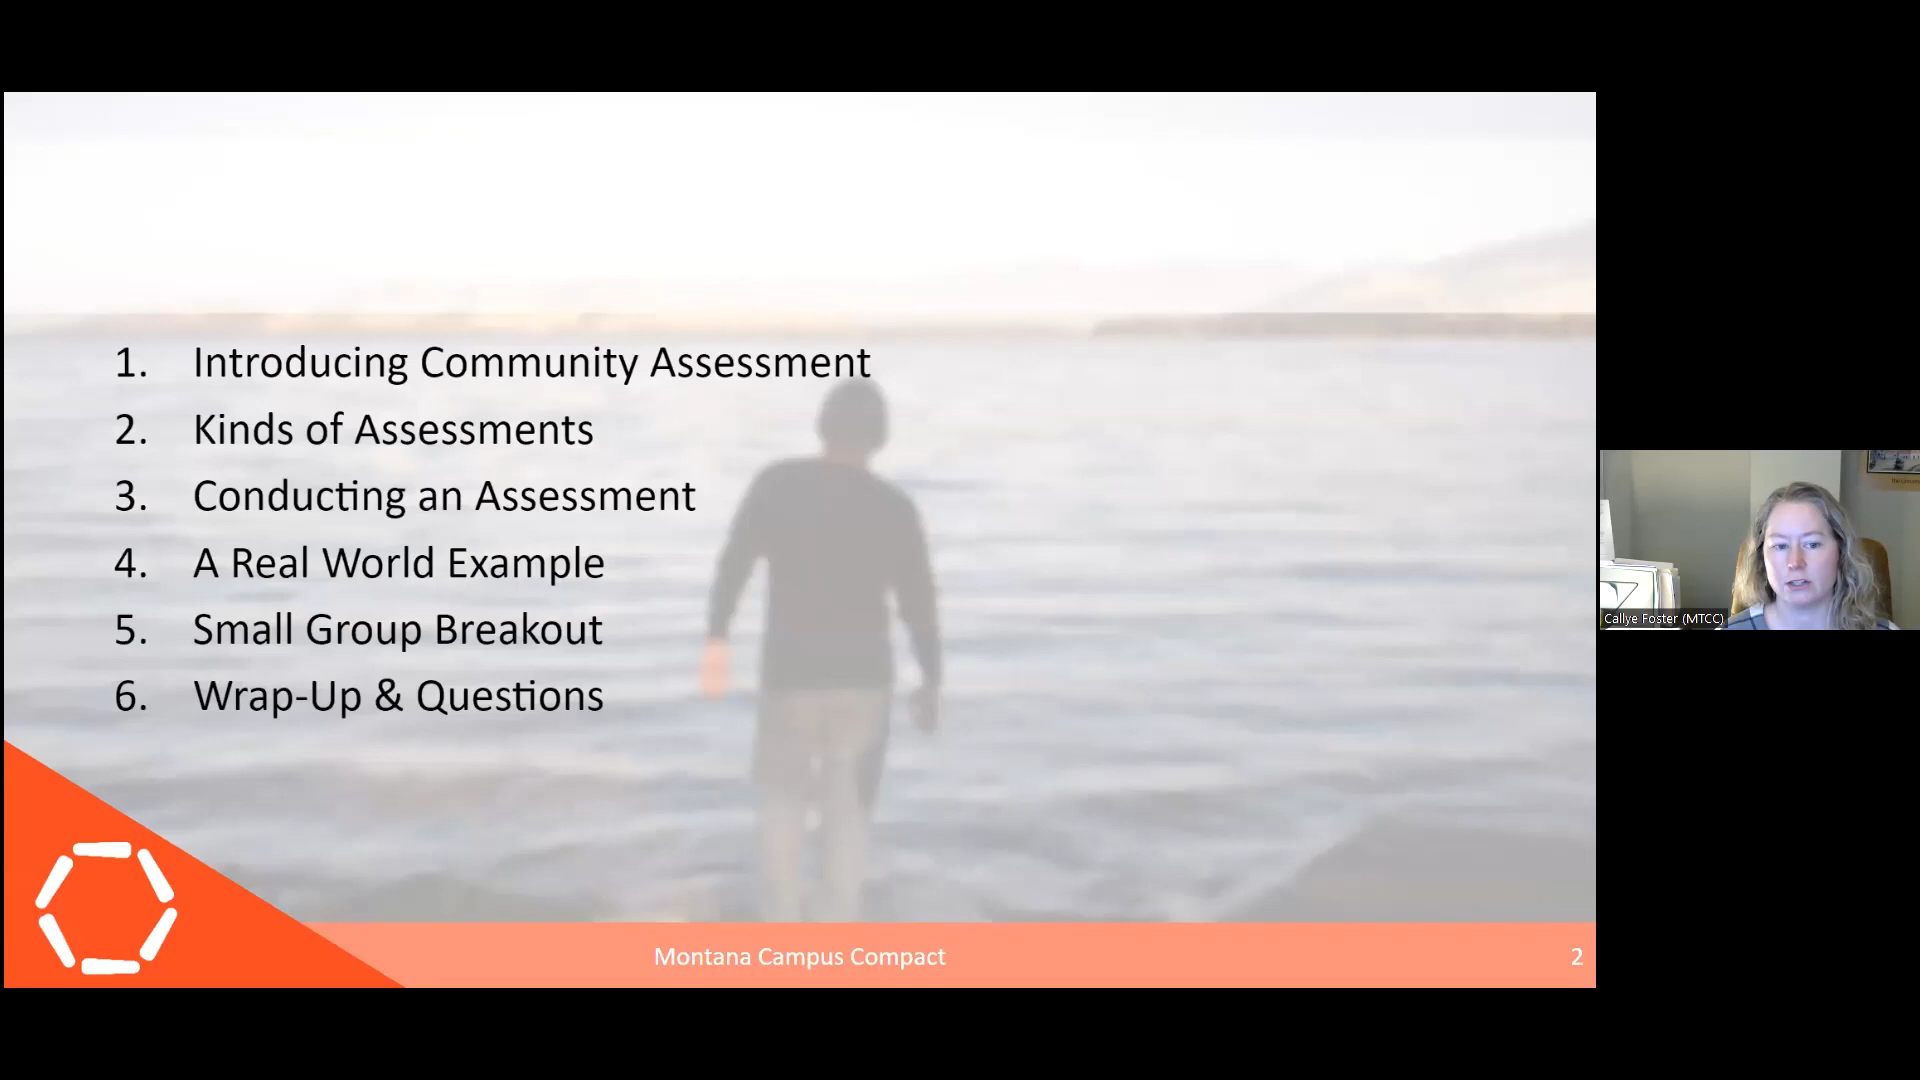 1. Introducing Community Assessment
2. Kinds of Assessments
3. Conducting an Assessment
4. A Real World Example
5. Small Group Breakout
6. Wrap-Up & Questions
Montana Campus Compact
2
Callye Foster (MTCC)